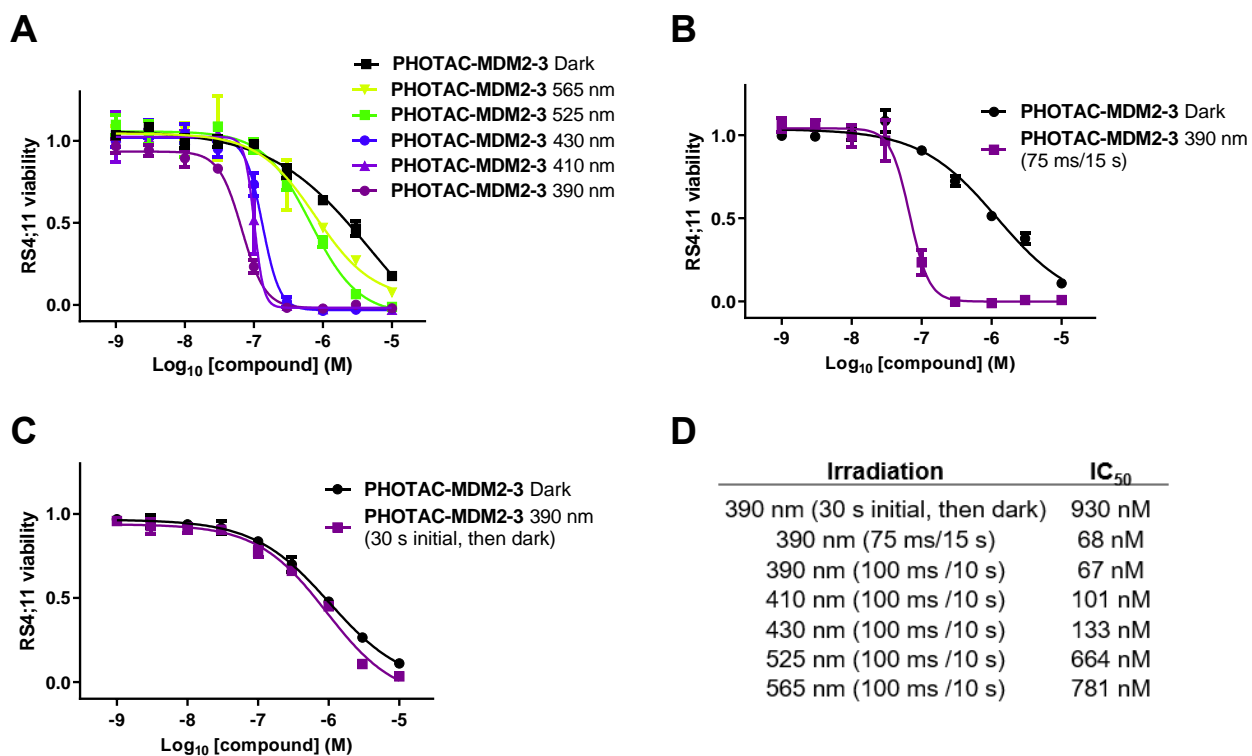 A
PHOTAC-MDM2-3 Dark
PHOTAC-MDM2-3 565 nm
PHOTAC-MDM2-3 525 nm
PHOTAC-MDM2-3 430 nm
PHOTAC-MDM2-3 410 nm
PHOTAC-MDM2-3 390 nm
RS4;11 viability
1.0
0.5
0.0
-9 -8 -7 -6 -5
Log10 [compound] (M)
B
PHOTAC-MDM2-3 Dark
PHOTAC-MDM2-3 390 nm
(75 ms/15 s)
RS4;11 viability
1.0
0.5
0.0
-9 -8 -7 -6 -5
Log10 [compound] (M)
C
PHOTAC-MDM2-3 Dark
PHOTAC-MDM2-3 390 nm
(30 s initial, then dark)
RS4;11 viability
1.0
0.5
0.0
-9 -8 -7 -6 -5
Log10 [compound] (M)
D
Irradiation IC50
390 nm (30 s initial, then dark) 930 nM
390 nm (75 ms/15 s) 68 nM
390 nm (100 ms /10 s) 67 nM
410 nm (100 ms /10 s) 101 nM
430 nm (100 ms /10 s) 133 nM
525 nm (100 ms /10 s) 664 nM
565 nm (100 ms /10 s) 781 nM